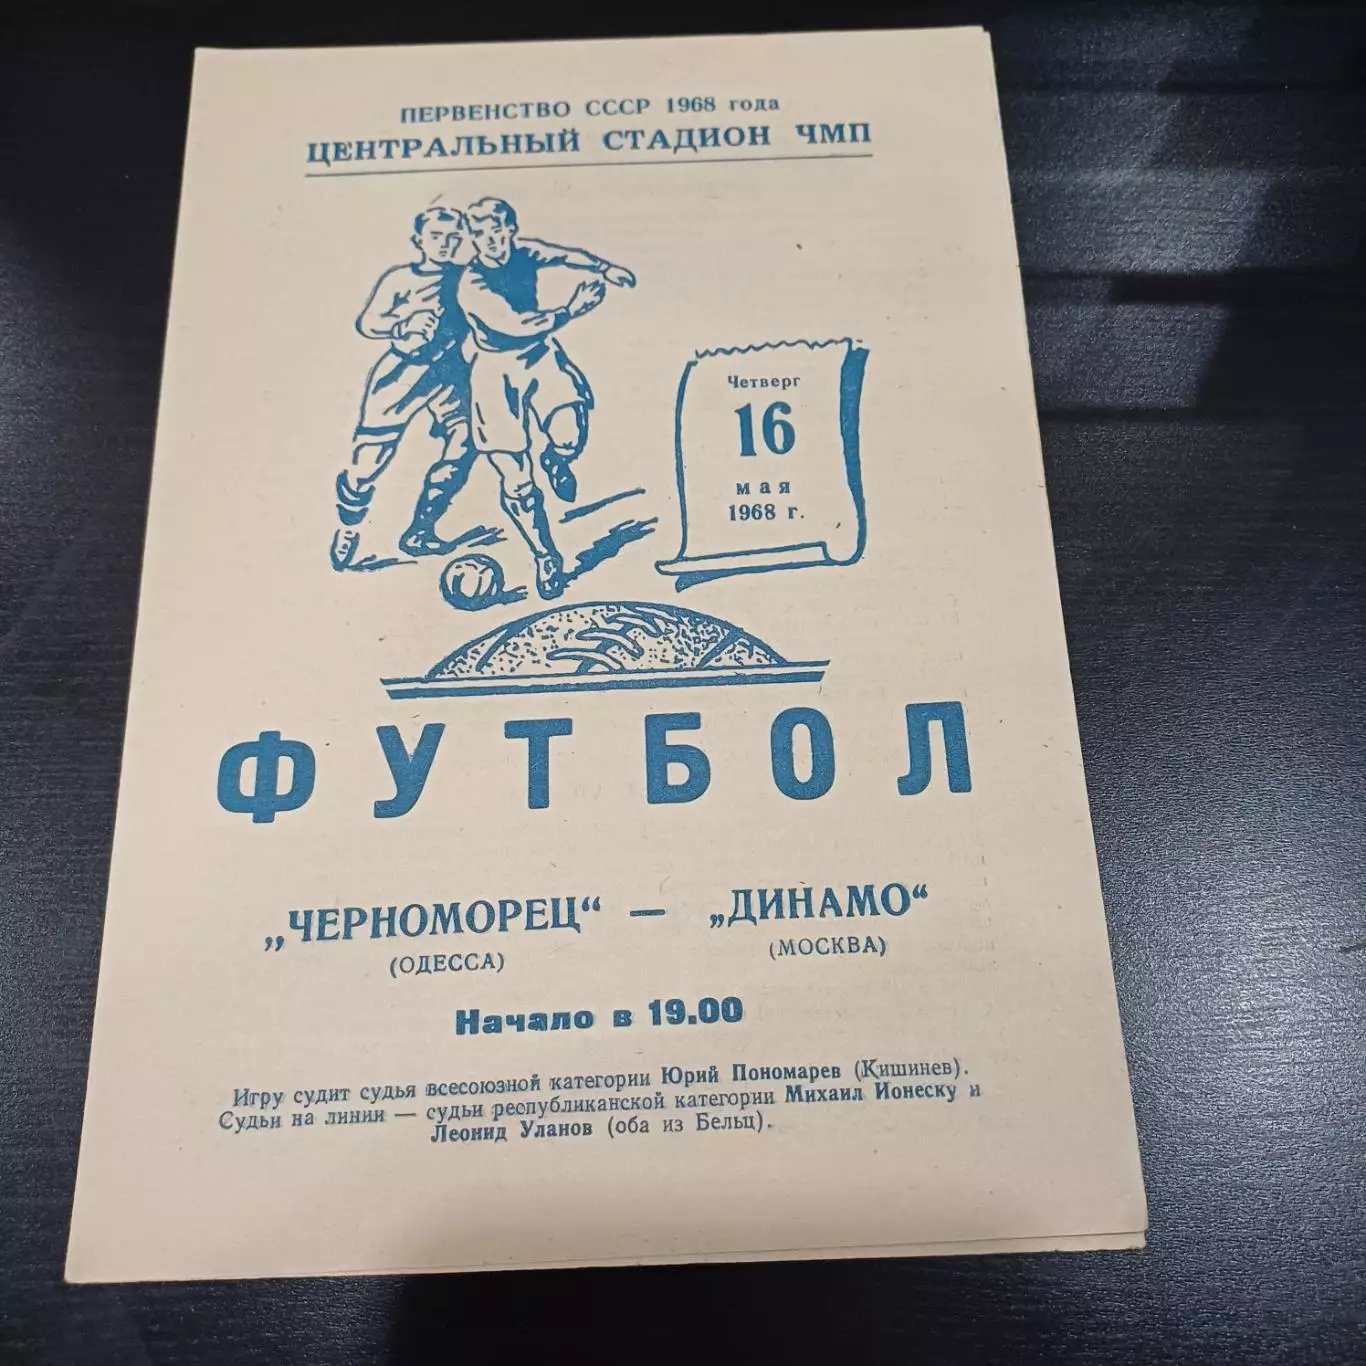 ПЕРВЕНСТВО СССР 1968 года
ЦЕНТРАЛЬНЫЙ СТАДИОН ЧМП
Четверг
16
мая
1968 г.
ФУТБОЛ
„ЧЕРНОМОРЕЦ“ — „ДИНАМО“
(ОДЕССА) (МОСКВА)
Начало в 19.00
Игру судит судья всесоюзной категории Юрий Пономарев (Кишинев).
Судьи на линии — судьи республиканской категории Михаил Ионеску и
Леонид Уланов (оба из Бельц).